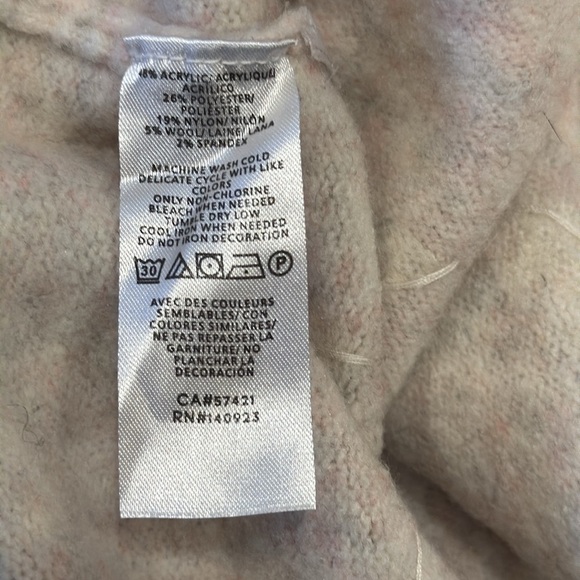 48% ACRYLIC: ACRYLIQUE/
ACRÍLICO
26% POLYESTER/
POLIESTER
19% NYLON/ NILÓN
5% WOOL/ LAINE/ LANA
2% SPANDEX
MACHINE WASH COLD
DELICATE CYCLE WITH LIKE
COLORS
ONLY NON-CHLORINE
BLEACH WHEN NEEDED
TUMBLE DRY LOW
COOL IRON WHEN NEEDED
DO NOT IRON DECORATION
30 P
AVEC DES COULEURS
SEMBLABLES/ CON
COLORES SIMILARES/
NE PAS REPASSER LA
GARNITURE/ NO
PLANCHAR LA
DECORACIÓN
CA#57421
RN#140923